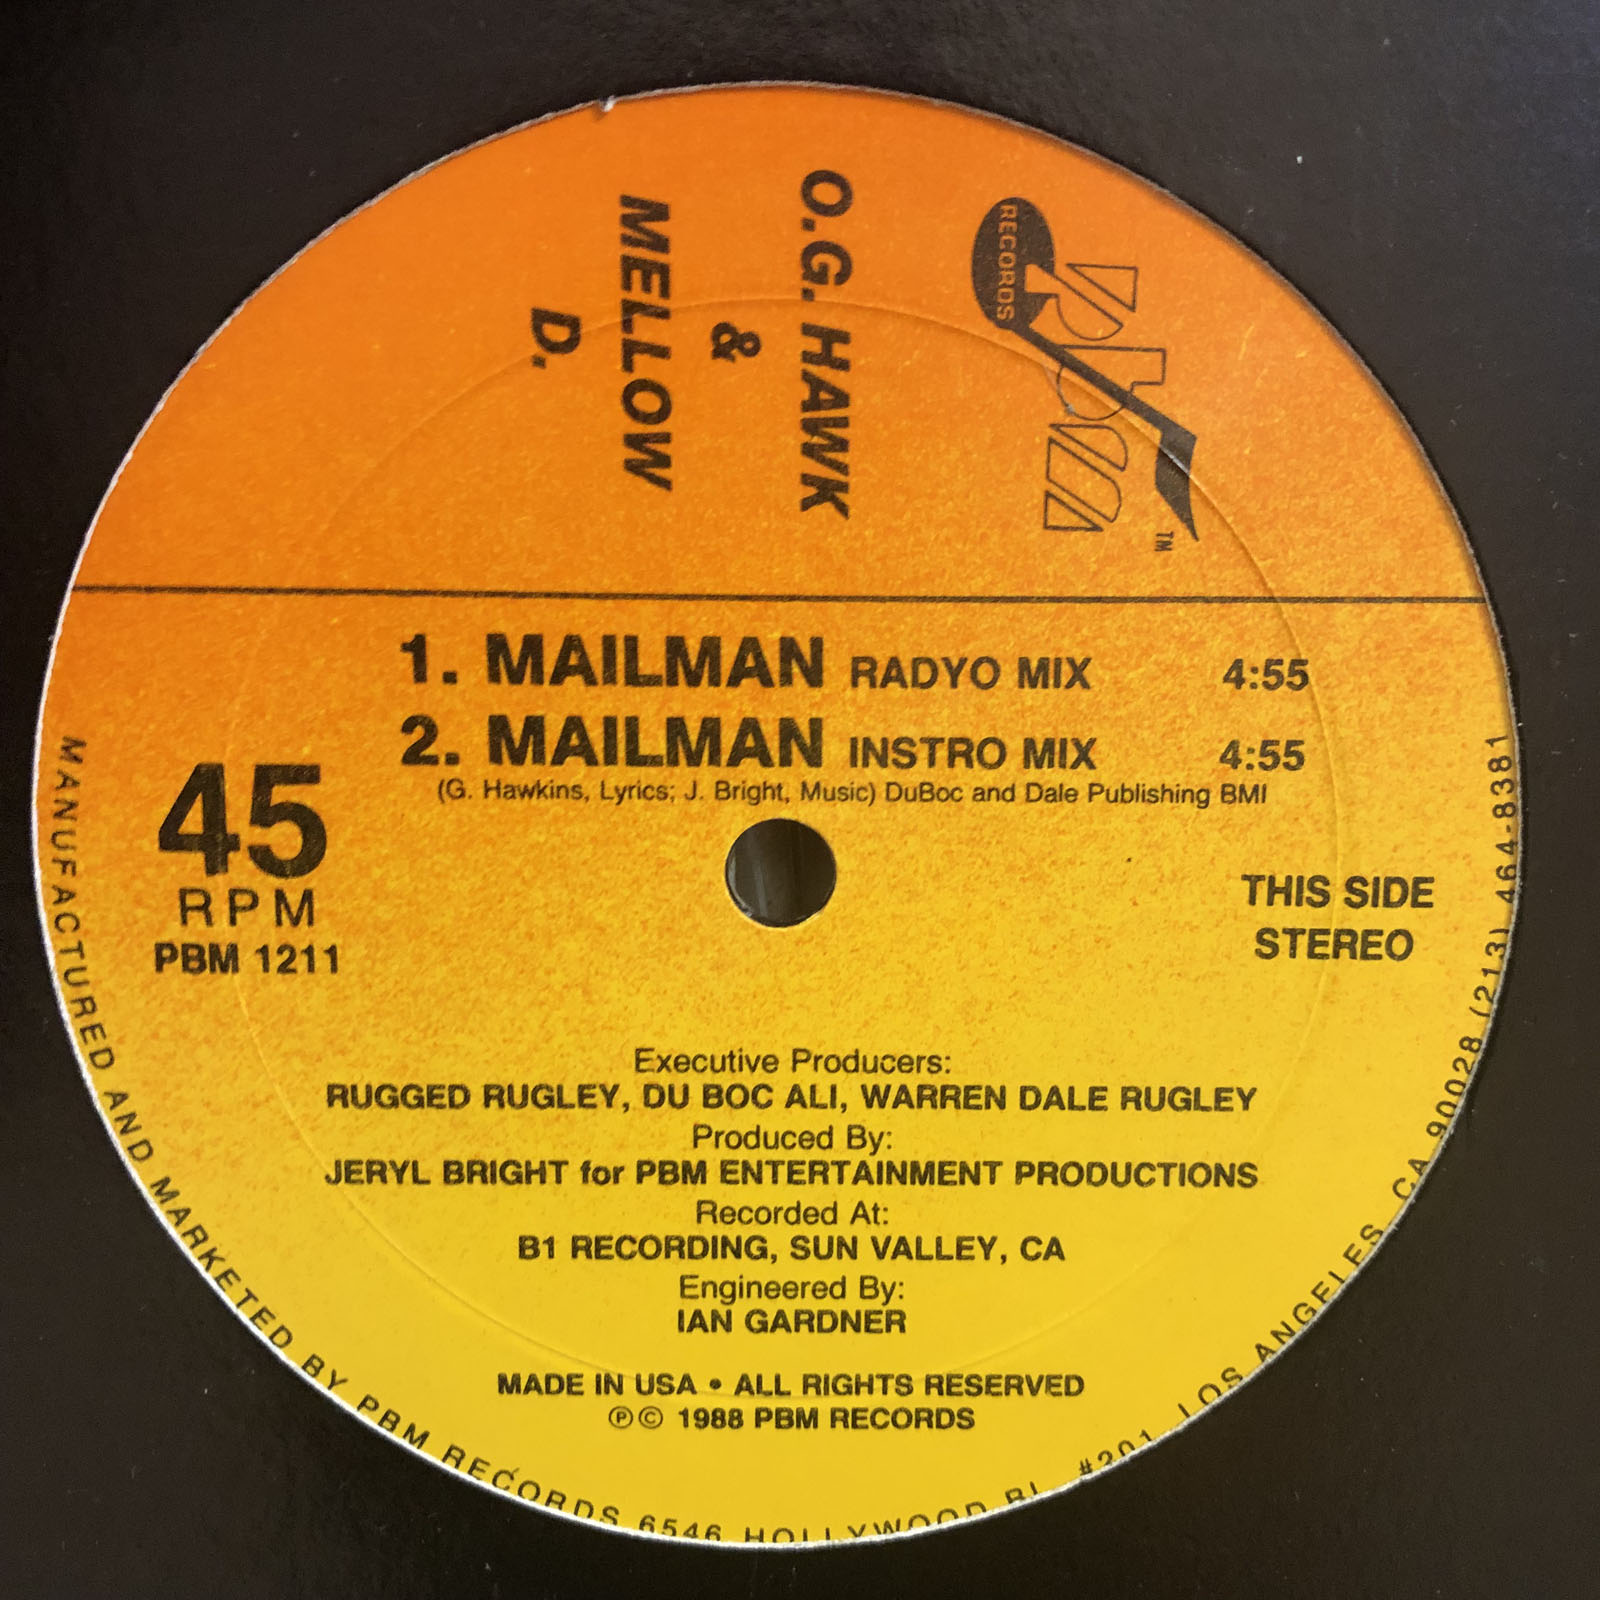 pbm
RECORDS
TM
O.G. HAWK
&
MELLOW
D.
1. MAILMAN RADYO MIX 4:55
2. MAILMAN INSTRO MIX 4:55
(G. Hawkins, Lyrics; J. Bright, Music) DuBoc and Dale Publishing BMI
45
RPM
PBM 1211
THIS SIDE
STEREO
Executive Producers:
RUGGED RUGLEY, DU BOC ALI, WARREN DALE RUGLEY
Produced By:
JERYL BRIGHT for PBM ENTERTAINMENT PRODUCTIONS
Recorded At:
B1 RECORDING, SUN VALLEY, CA
Engineered By:
IAN GARDNER
MADE IN USA • ALL RIGHTS RESERVED
℗© 1988 PBM RECORDS
MANUFACTURED AND MARKETED BY PBM RECORDS 6546 HOLLYWOOD BL. #201 LOS ANGELES, CA 90028 (213) 464-8381